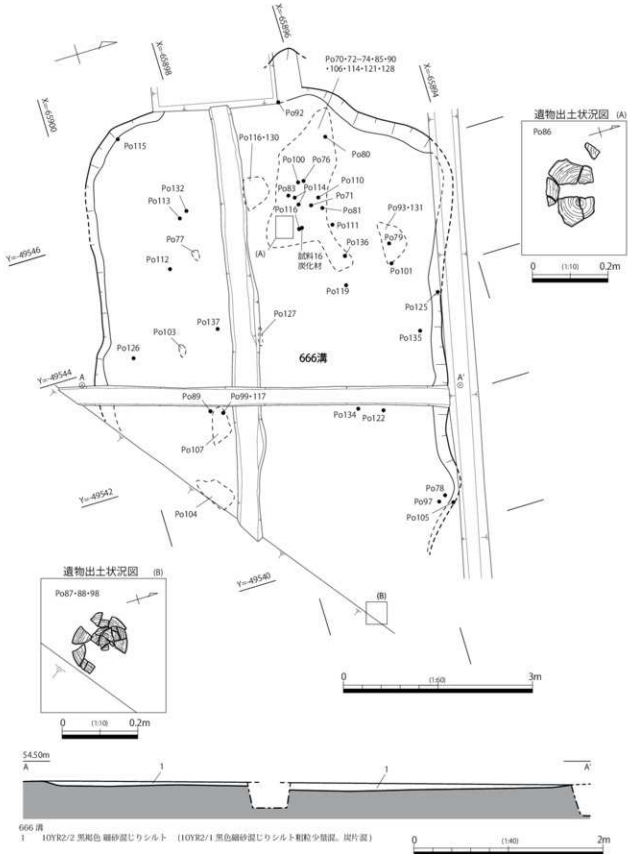 X=-65900
X=-65898
X=-65896
X=-65894
Y=-49546
Y=-49544
Y=-49542
Y=-49540
Po70・72~74・85・90
・106・114・121・128
Po92
Po115
Po116・130
Po80
Po100
Po76
Po132
Po113
Po83
Po114
Po110
Po71
Po116
Po81
Po93・131
Po77
Po111
Po79
(A)
試料16
炭化材
Po136
Po101
Po112
Po119
Po125
Po127
Po137
Po135
Po103
Po126
666溝
A
A'
Po89
Po99・117
Po134
Po122
Po107
Po78
Po97
Po105
Po104
(B)
遺物出土状況図 (A)
Po86
0 (1:10) 0.2m
遺物出土状況図 (B)
Po87・88・98
0 (1:10) 0.2m
0 (1:60) 3m
54.50m
A
1
1
A'
666 溝
1 10YR2/2 黒褐色 細砂混じりシルト (10YR2/1 黒色細砂混じりシルト粗粒少量混。炭片混)
0 (1:40) 2m